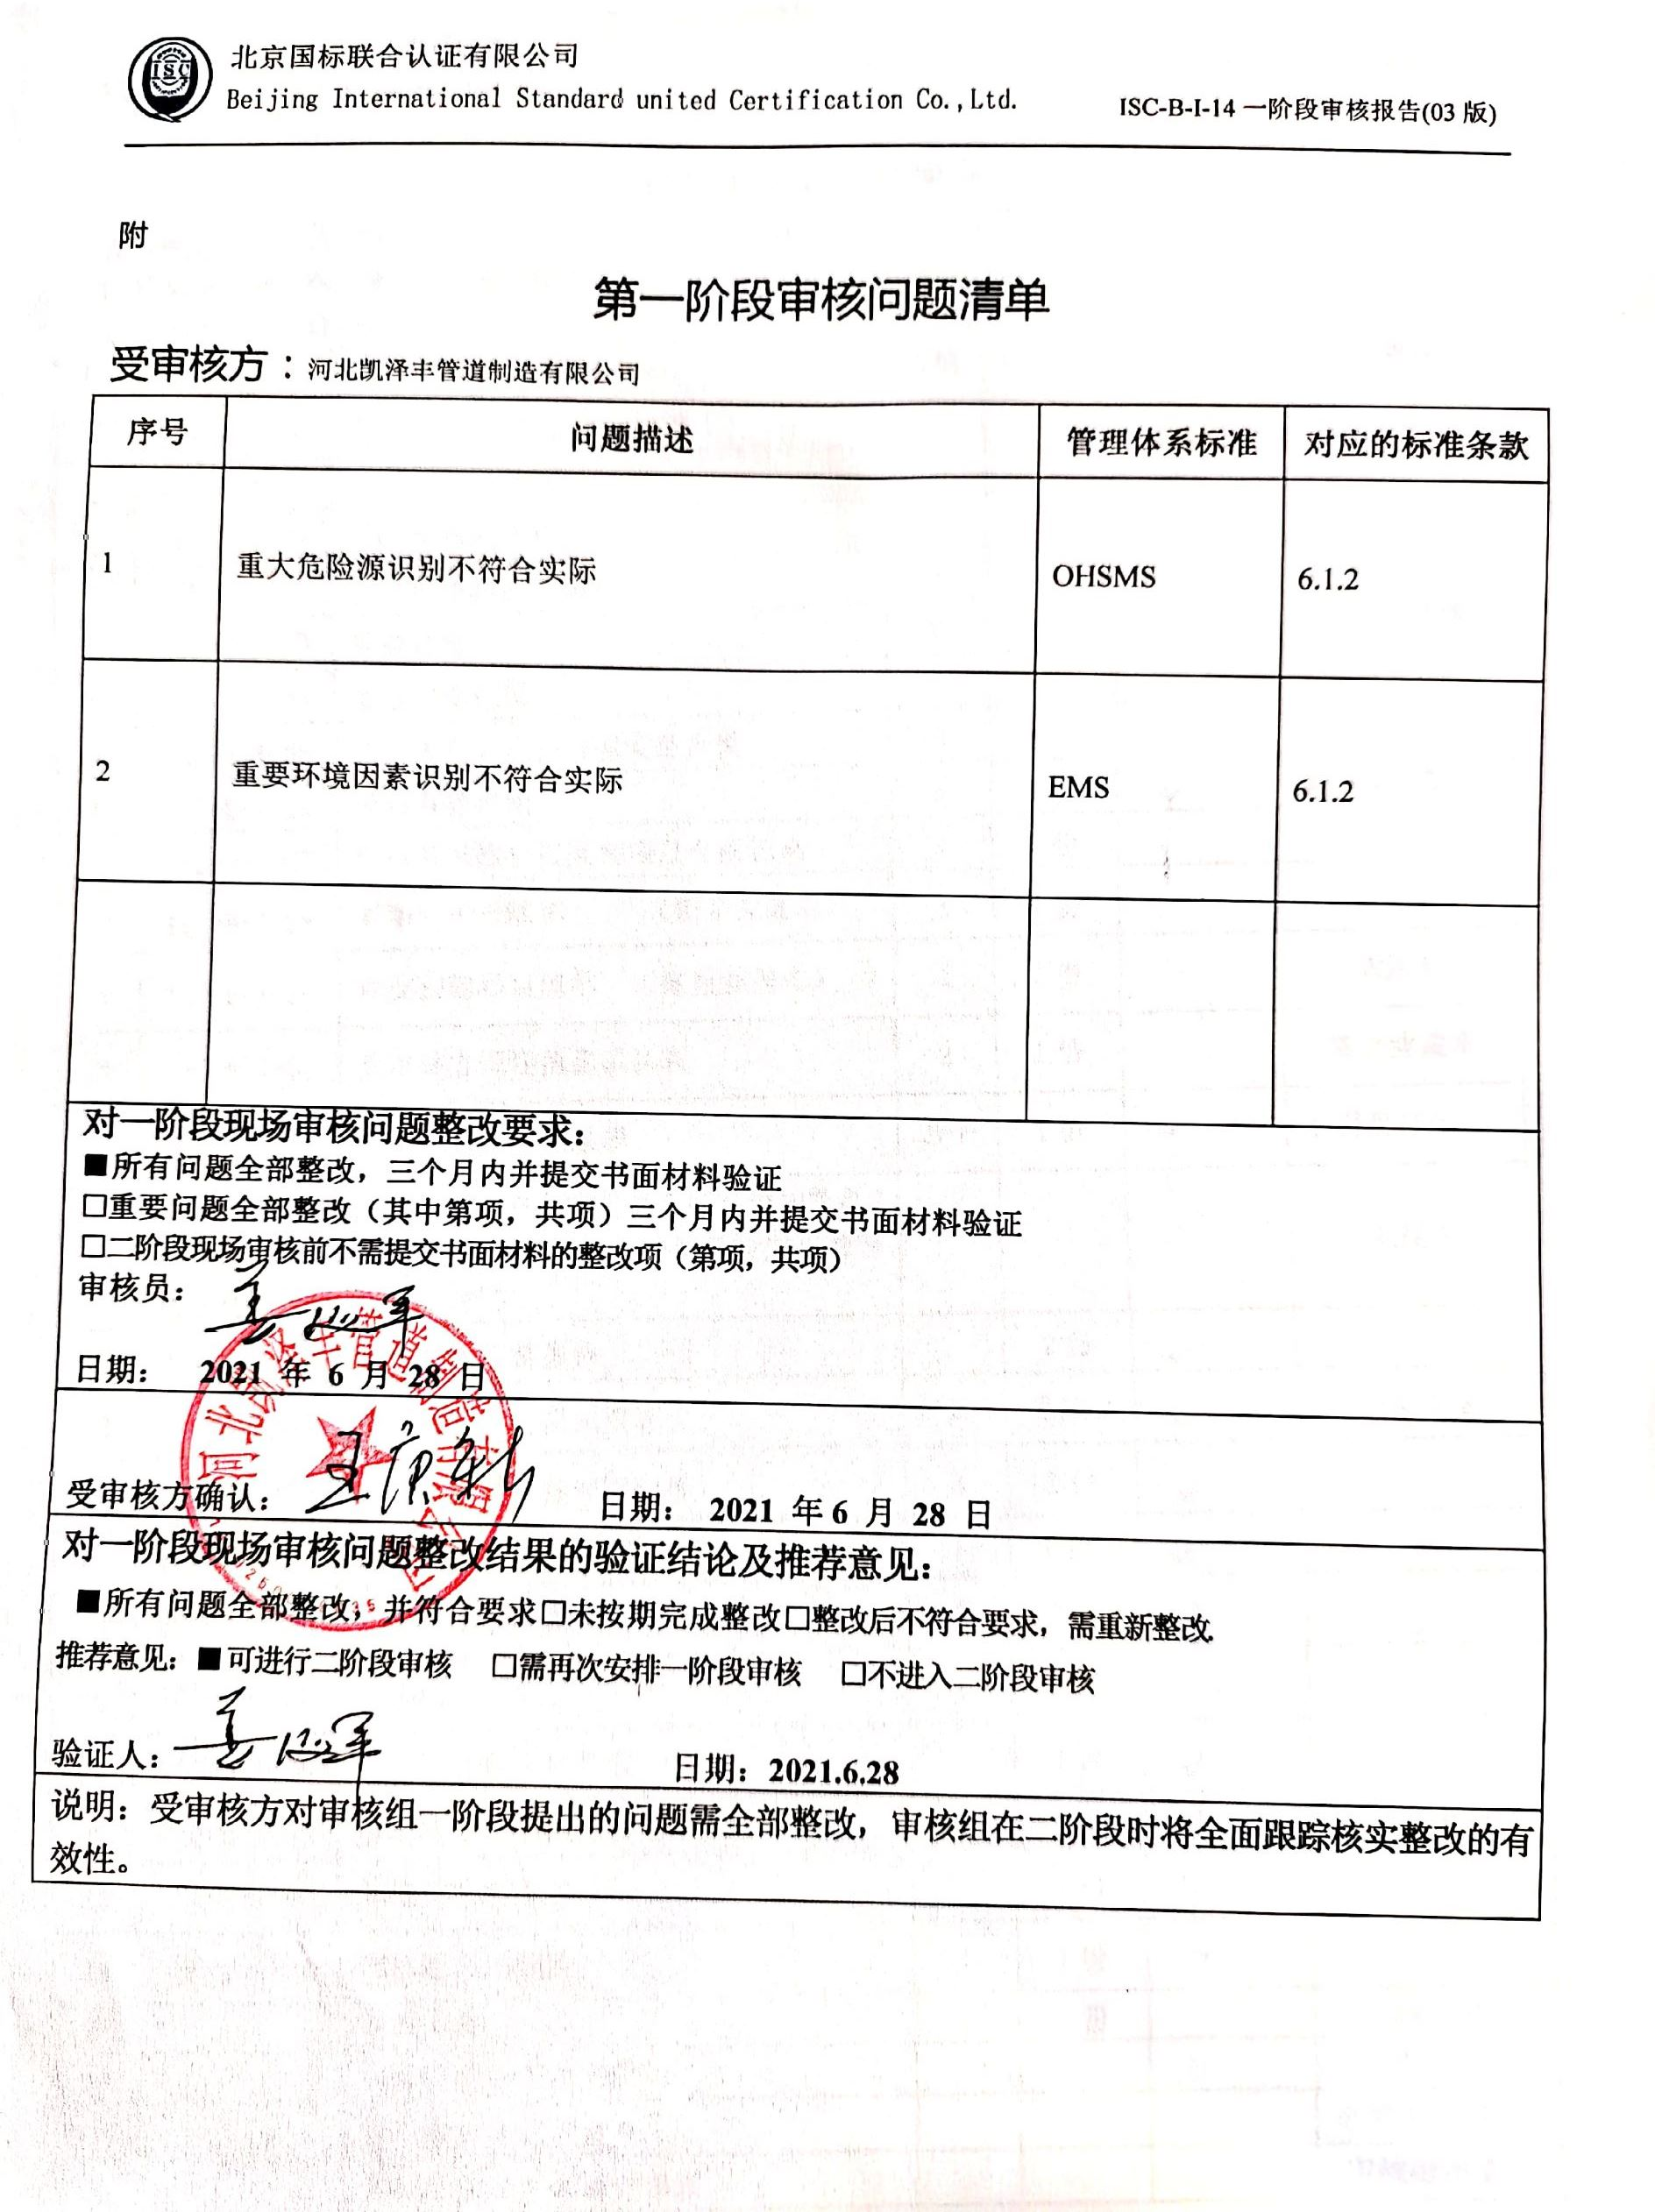 ISC
北京国标联合认证有限公司
Beijing International Standard united Certification Co.,Ltd.
ISC-B-I-14 一阶段审核报告(03 版)
附
第一阶段审核问题清单
受审核方：河北凯泽丰管道制造有限公司
序号 问题描述 管理体系标准 对应的标准条款
1 重大危险源识别不符合实际 OHSMS 6.1.2
2 重要环境因素识别不符合实际 EMS 6.1.2
对一阶段现场审核问题整改要求：
■所有问题全部整改，三个月内并提交书面材料验证
□重要问题全部整改（其中第项，共项）三个月内并提交书面材料验证
□二阶段现场审核前不需提交书面材料的整改项（第项，共项）
审核员：
日期： 2021 年 6 月 28 日
河北凯泽丰管道制造有限公司
受审核方确认： 日期： 2021 年 6 月 28 日
对一阶段现场审核问题整改结果的验证结论及推荐意见：
■所有问题全部整改，并符合要求□未按期完成整改□整改后不符合要求，需重新整改.
推荐意见：■可进行二阶段审核 □需再次安排一阶段审核 □不进入二阶段审核
验证人： 日期：2021.6.28
说明：受审核方对审核组一阶段提出的问题需全部整改，审核组在二阶段时将全面跟踪核实整改的有
效性。